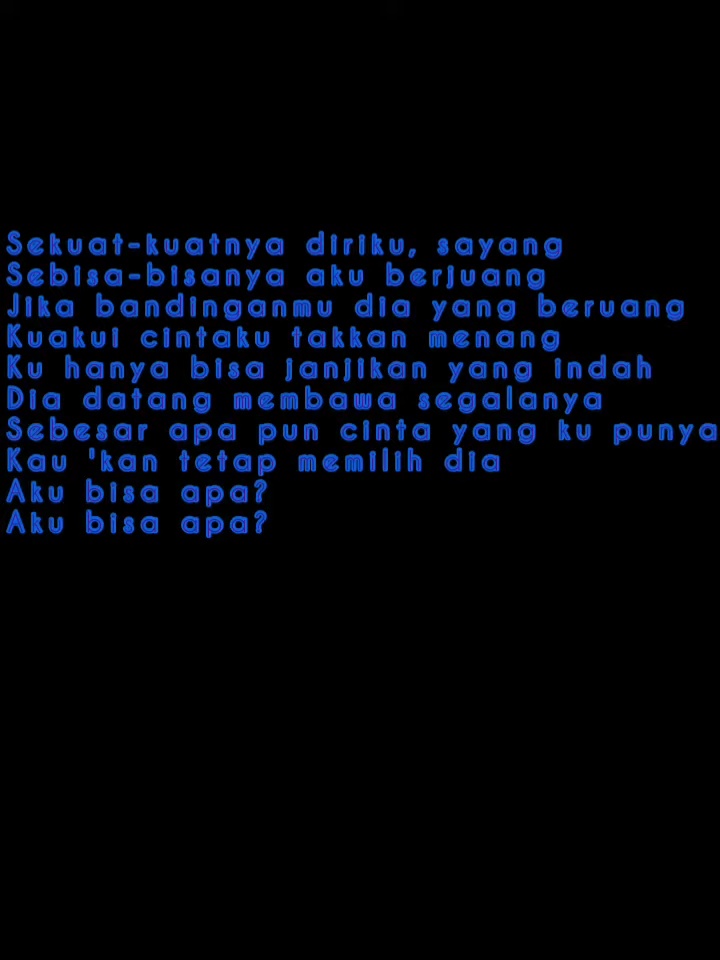 Sekuat-kuatnya diriku, sayang
Sebisa-bisanya aku berjuang
Jika bandinganmu dia yang beruang
Kuakui cintaku takkan menang
Ku hanya bisa janjikan yang indah
Dia datang membawa segalanya
Sebesar apa pun cinta yang ku punya
Kau 'kan tetap memilih dia
Aku bisa apa?
Aku bisa apa?